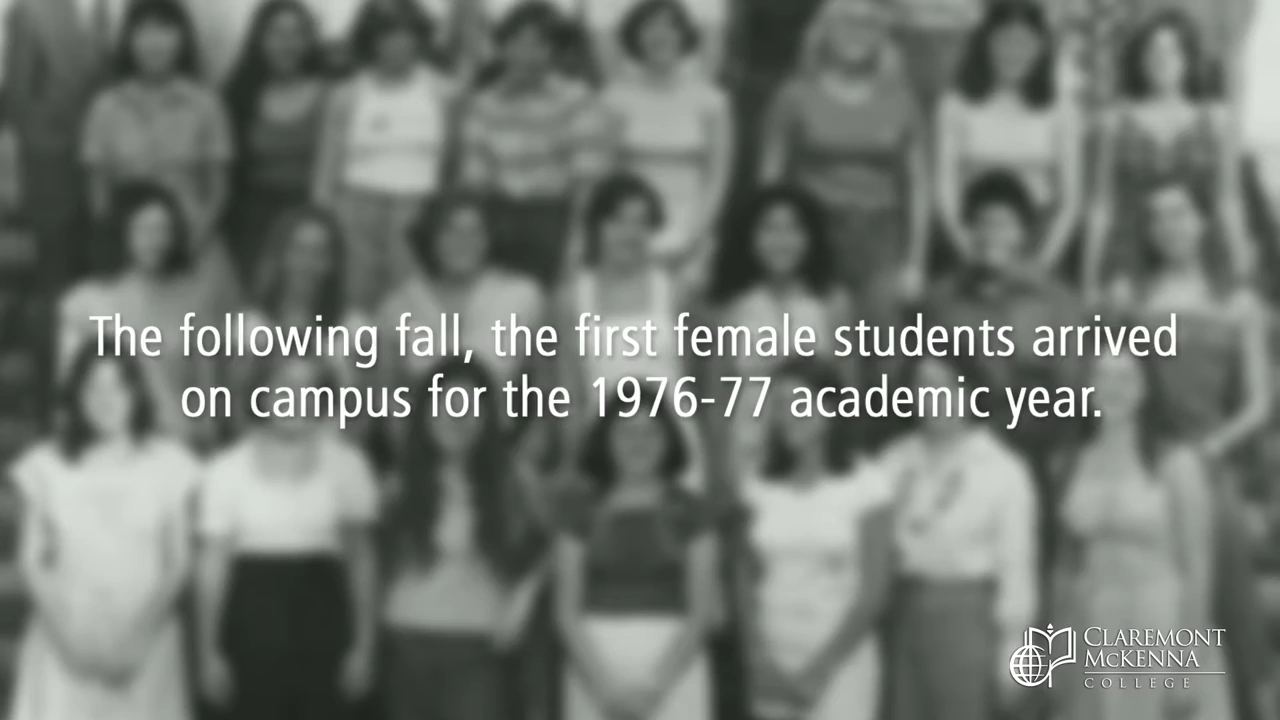 The following fall, the first female students arrived
on campus for the 1976-77 academic year.
CLAREMONT
MCKENNA
COLLEGE